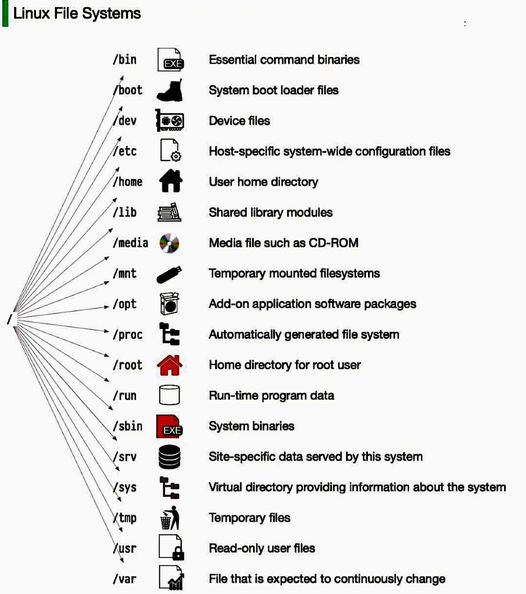 Linux File Systems
/bin EXE Essential command binaries
/boot System boot loader files
/dev Device files
/etc Host-specific system-wide configuration files
/home User home directory
/lib Shared library modules
/media Media file such as CD-ROM
/mnt Temporary mounted filesystems
/opt Add-on application software packages
/
/proc Automatically generated file system
/root Home directory for root user
/run Run-time program data
/sbin EXE System binaries
/srv Site-specific data served by this system
/sys Virtual directory providing information about the system
/tmp Temporary files
/usr Read-only user files
/var File that is expected to continuously change